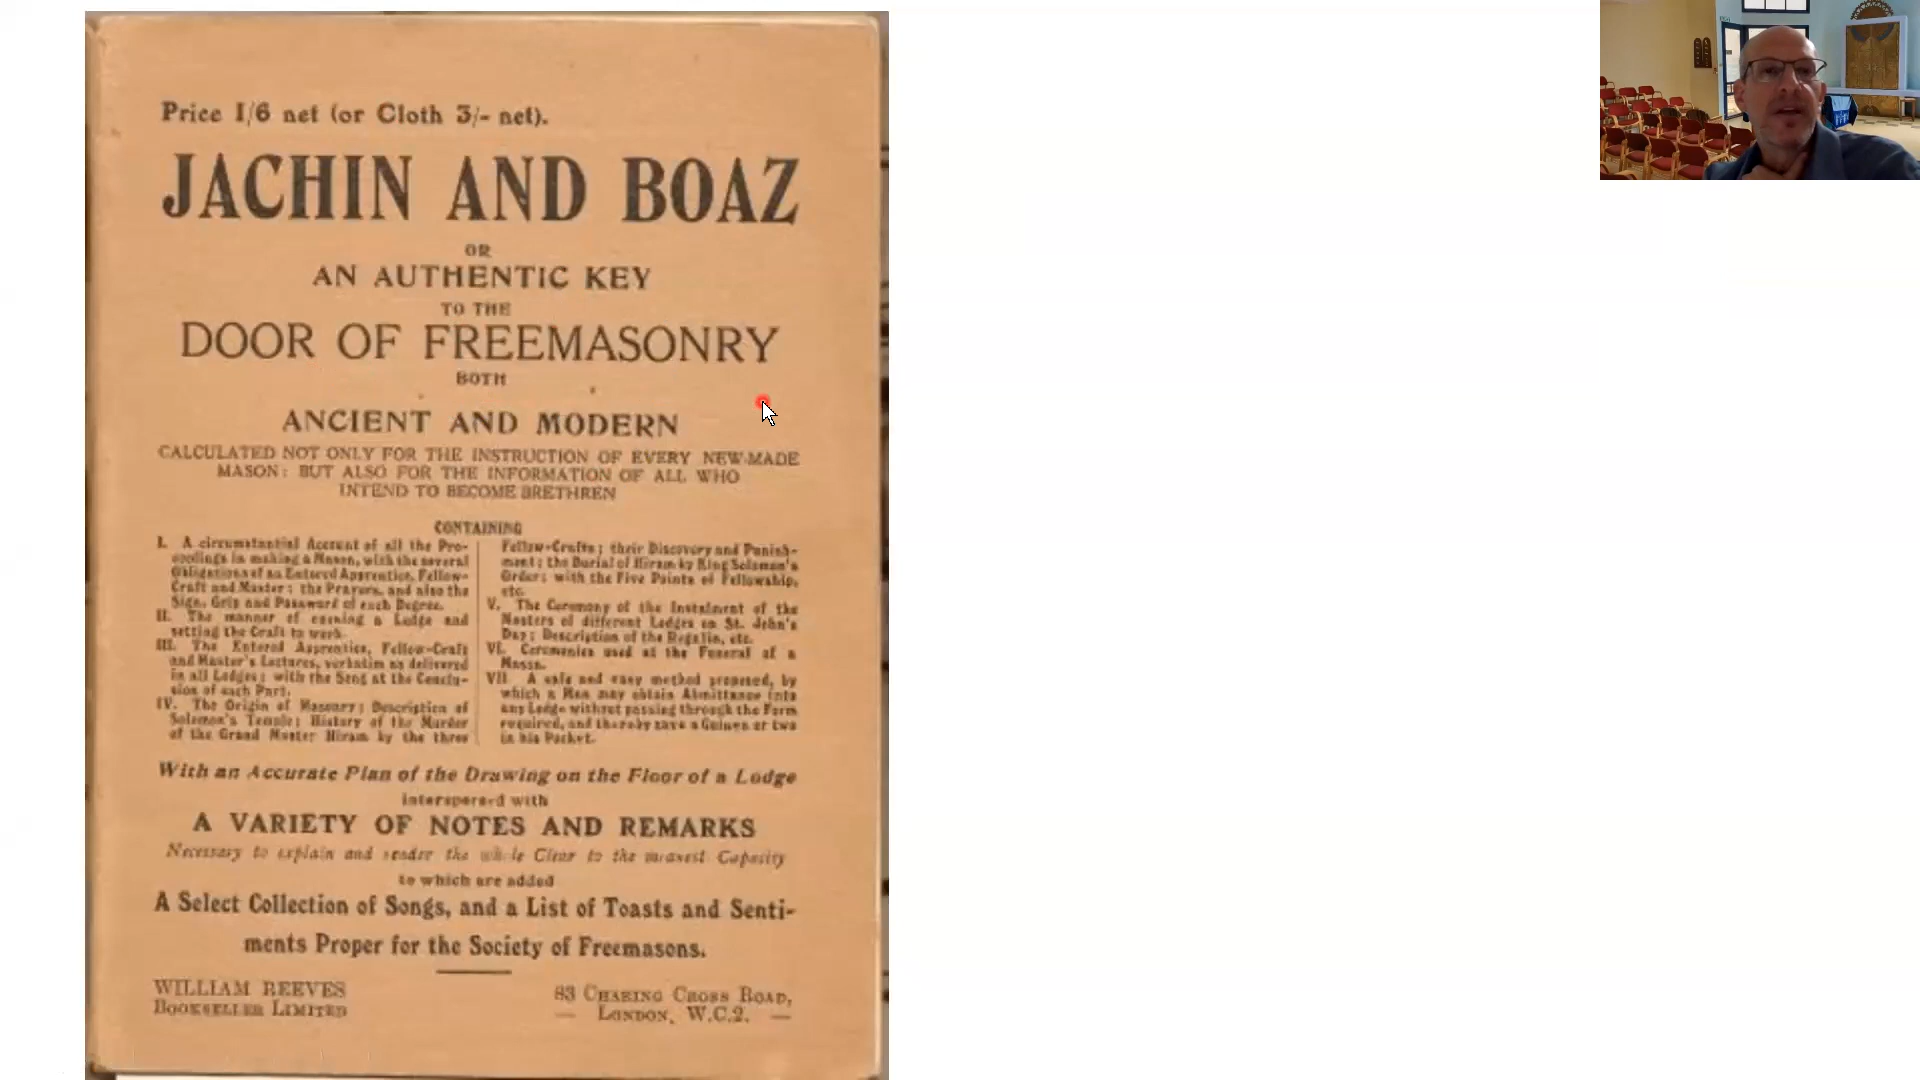 Price 1/6 net (or Cloth 3/- net).
JACHIN AND BOAZ
OR
AN AUTHENTIC KEY
TO THE
DOOR OF FREEMASONRY
BOTH
ANCIENT AND MODERN
CALCULATED NOT ONLY FOR THE INSTRUCTION OF EVERY NEW-MADE
MASON: BUT ALSO FOR THE INFORMATION OF ALL WHO
INTEND TO BECOME BRETHREN
CONTAINING
I. A circumstantial Account of all the Pro-
ceedings in making a Mason, with the several
Obligations of an Entered Apprentice, Fellow-
Craft and Master; the Prayers, and also the
Sign, Grip and Password of each Degree.
II. The manner of opening a Lodge and
setting the Craft to work.
III. The Entered Apprentice, Fellow-Craft
and Master's Lectures, verbatim as delivered
in all Lodges; with the Song at the Conclu-
sion of each Part.
IV. The Origin of Masonry; Description of
Solomon's Temple; History of the Murder
of the Grand Master Hiram by the three
Fellow-Crafts; their Discovery and Punish-
ment; the Burial of Hiram by King Solomon's
Order; with the Five Points of Fellowship,
etc.
V. The Ceremony of the Instalment of the
Masters of different Lodges on St. John's
Day; Description of the Regalia, etc.
VI. Ceremonies used at the Funeral of a
Mason.
VII. A safe and easy method proposed, by
which a Man may obtain Admittance into
any Lodge without passing through the Form
required, and thereby save a Guinea or two
in his Pocket.
With an Accurate Plan of the Drawing on the Floor of a Lodge
interspersed with
A VARIETY OF NOTES AND REMARKS
Necessary to explain and render the whole Clear to the meanest Capacity
to which are added
A Select Collection of Songs, and a List of Toasts and Senti-
ments Proper for the Society of Freemasons.
WILLIAM REEVES
BOOKSELLER LIMITED
83 CHARING CROSS ROAD,
— LONDON, W.C.2. —